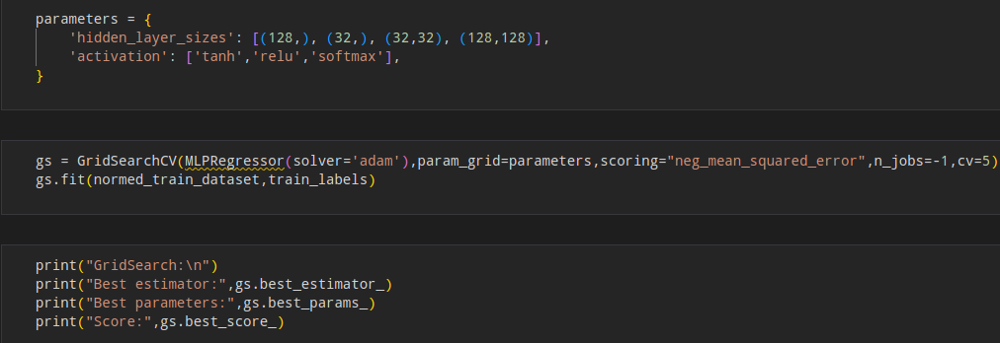 parameters = {
    'hidden_layer_sizes': [(128,), (32,), (32,32), (128,128)],
    'activation': ['tanh','relu','softmax'],
}
gs = GridSearchCV(MLPRegressor(solver='adam'),param_grid=parameters,scoring="neg_mean_squared_error",n_jobs=-1,cv=5)
gs.fit(normed_train_dataset,train_labels)
print("GridSearch:\n")
print("Best estimator:",gs.best_estimator_)
print("Best parameters:",gs.best_params_)
print("Score:",gs.best_score_)